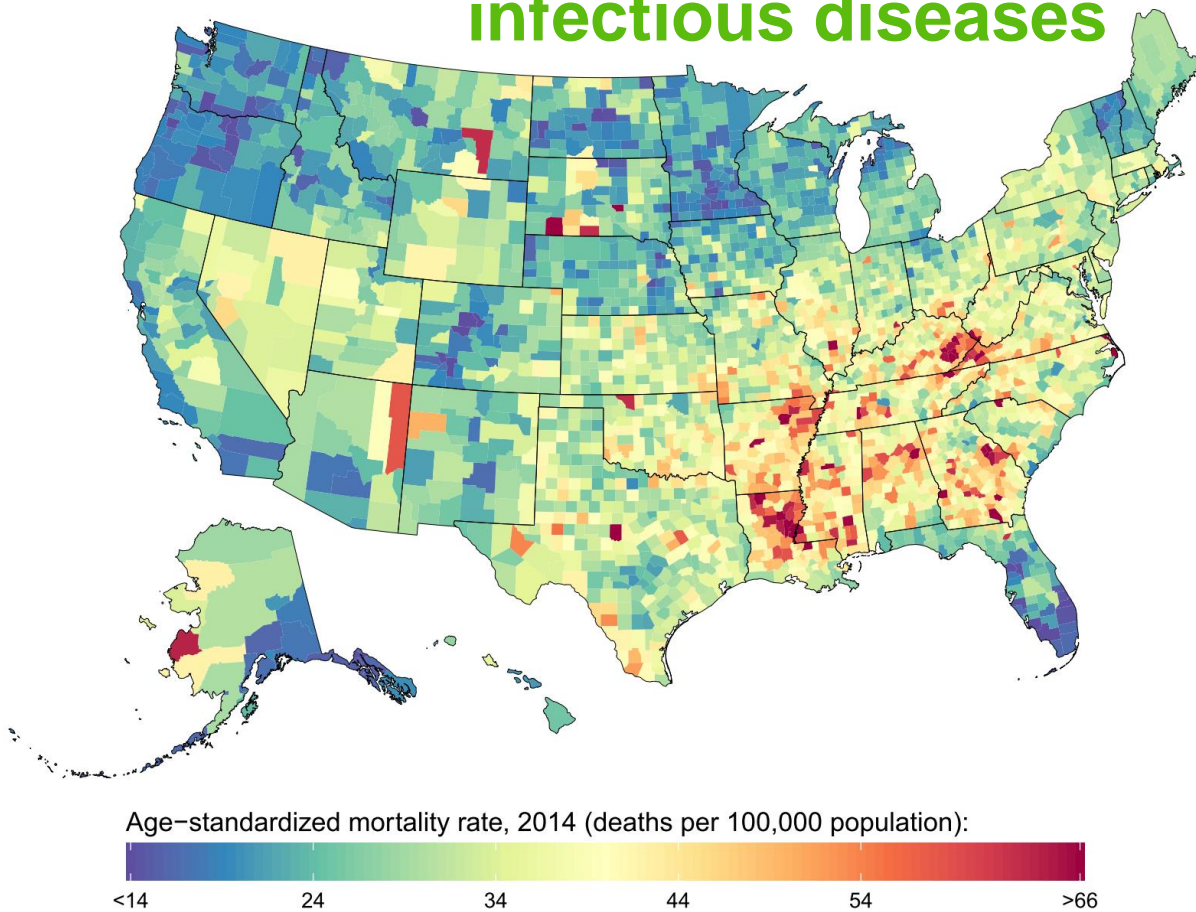 infectious diseases
Age−standardized mortality rate, 2014 (deaths per 100,000 population):
<14 24 34 44 54 >66